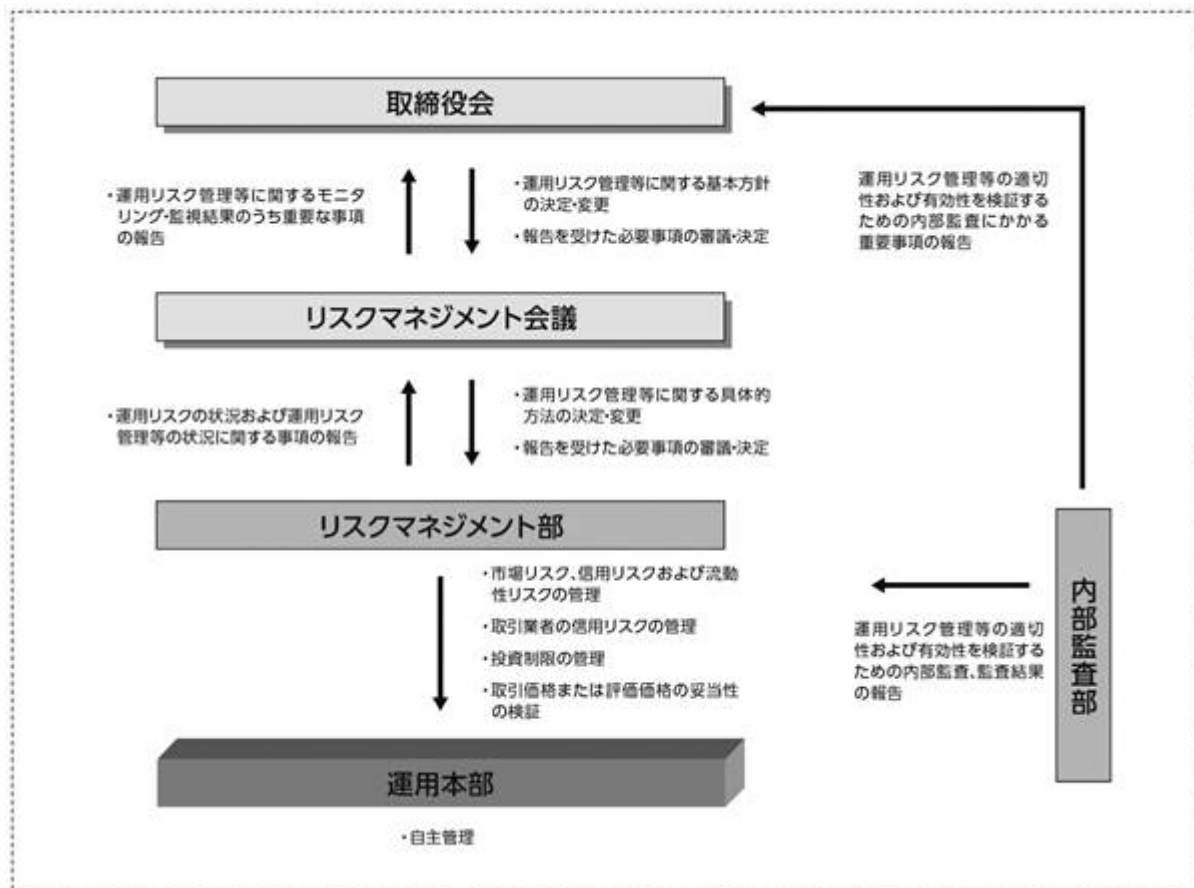 取締役会
・運用リスク管理等に関するモニタ
リング・監視結果のうち重要な事項
の報告
・運用リスク管理等に関する基本方針
の決定・変更
・報告を受けた必要事項の審議・決定
運用リスク管理等の適切
性および有効性を検証する
ための内部監査にかかる
重要事項の報告
リスクマネジメント会議
・運用リスクの状況および運用リスク
管理等の状況に関する事項の報告
・運用リスク管理等に関する具体的
方法の決定・変更
・報告を受けた必要事項の審議・決定
リスクマネジメント部
・市場リスク、信用リスクおよび流動
性リスクの管理
・取引業者の信用リスクの管理
・投資制限の管理
・取引価格または評価価格の妥当性
の検証
運用リスク管理等の適切
性および有効性を検証する
ための内部監査、監査結果
の報告
内部監査部
運用本部
・自主管理